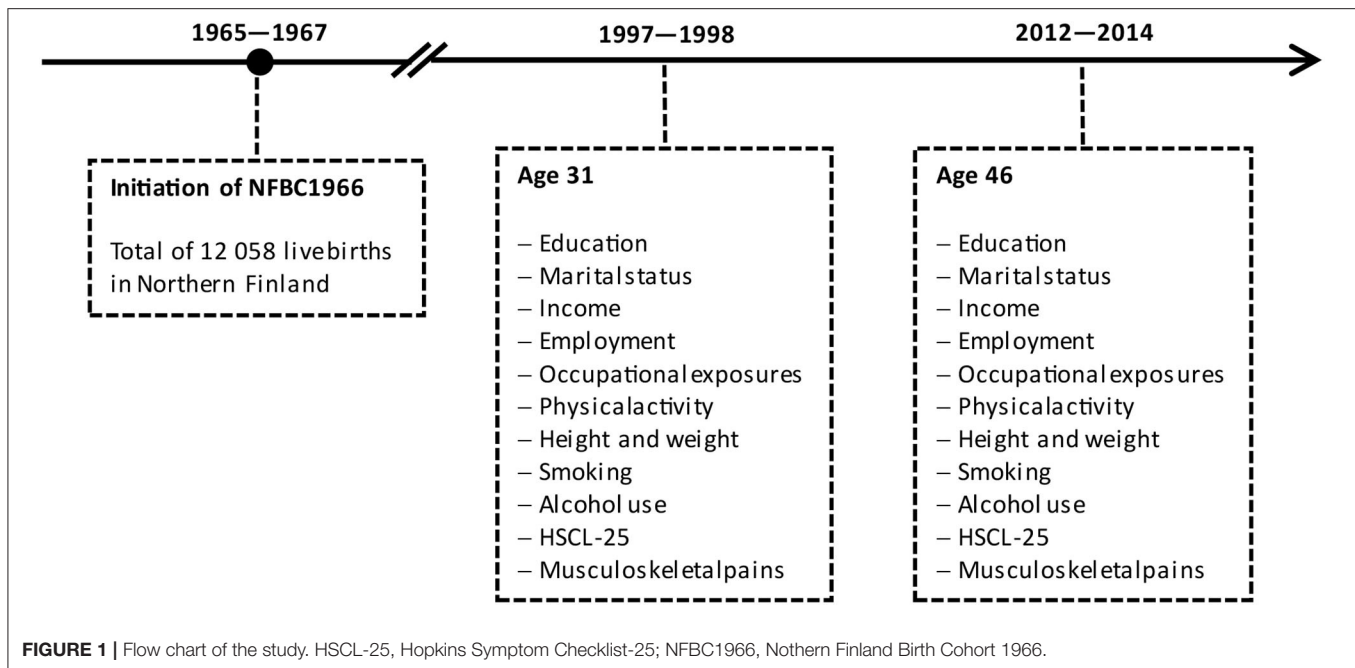 1965—1967
1997—1998
2012—2014
Initiation of NFBC1966
Total of 12 058 livebirths
in Northern Finland
Age 31
– Education
– Maritalstatus
– Income
– Employment
– Occupationalexposures
– Physicalactivity
– Height and weight
– Smoking
– Alcohol use
– HSCL-25
– Musculoskeletalpains
Age 46
– Education
– Maritalstatus
– Income
– Employment
– Occupationalexposures
– Physicalactivity
– Height and weight
– Smoking
– Alcohol use
– HSCL-25
– Musculoskeletalpains
FIGURE 1 | Flow chart of the study. HSCL-25, Hopkins Symptom Checklist-25; NFBC1966, Nothern Finland Birth Cohort 1966.